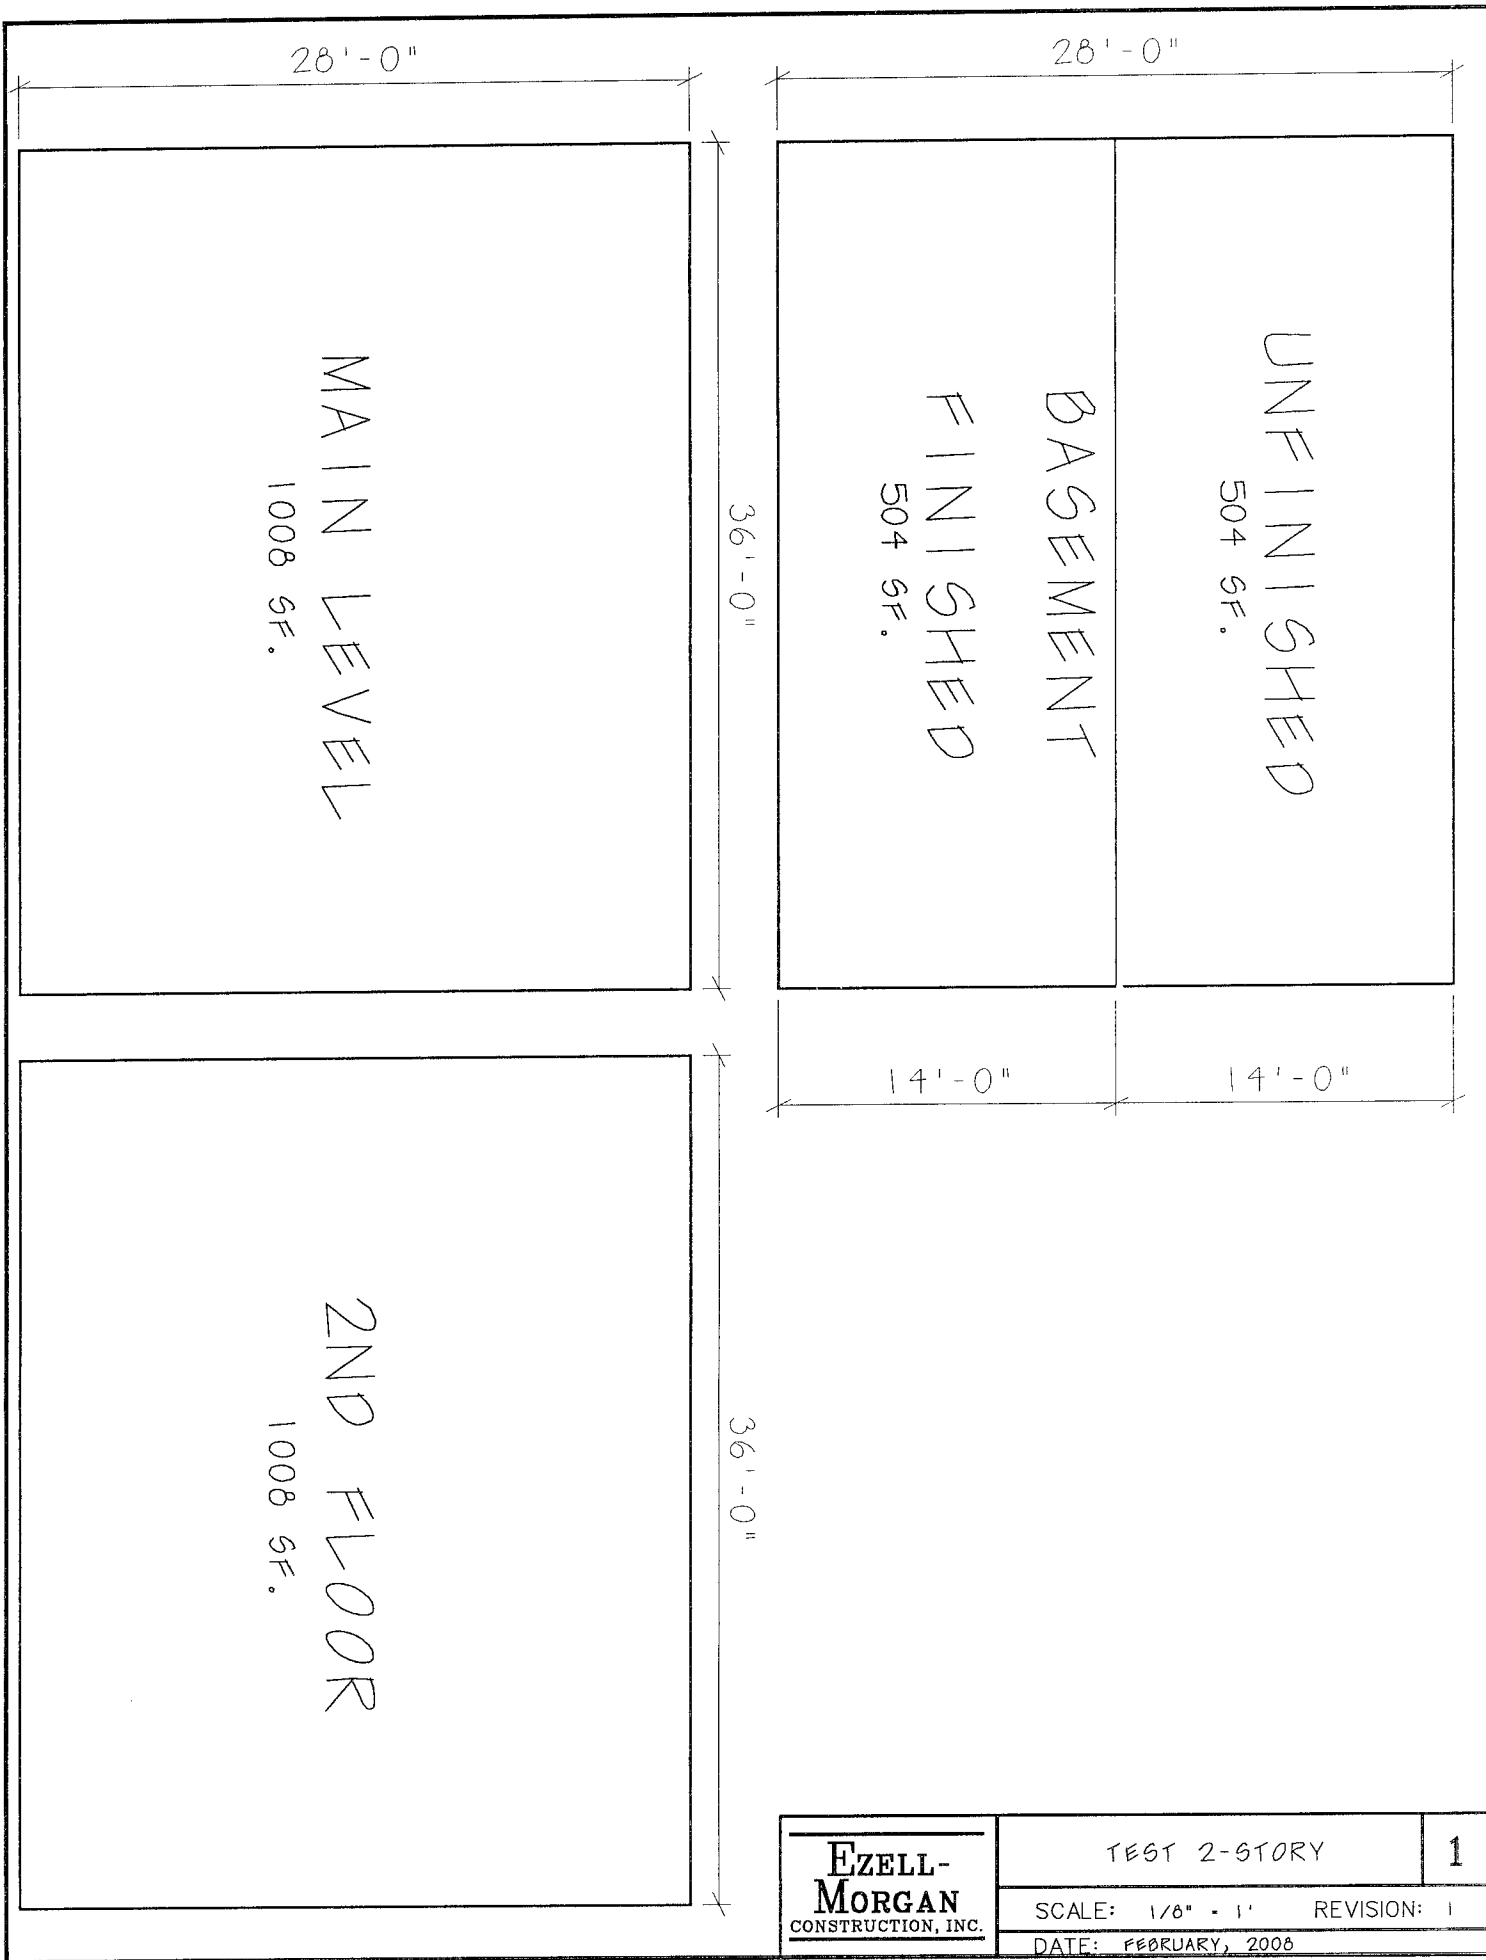 28'-0"
28'-0"
MAIN LEVEL
1008 SF.
36'-0"
UNFINISHED
504 SF.
BASEMENT
FINISHED
504 SF.
14'-0"
14'-0"
2ND FLOOR
1008 SF.
36'-0"
EZELL-
MORGAN
CONSTRUCTION, INC.
TEST 2-STORY
1
SCALE: 1/8" = 1' REVISION: 1
DATE: FEBRUARY, 2008